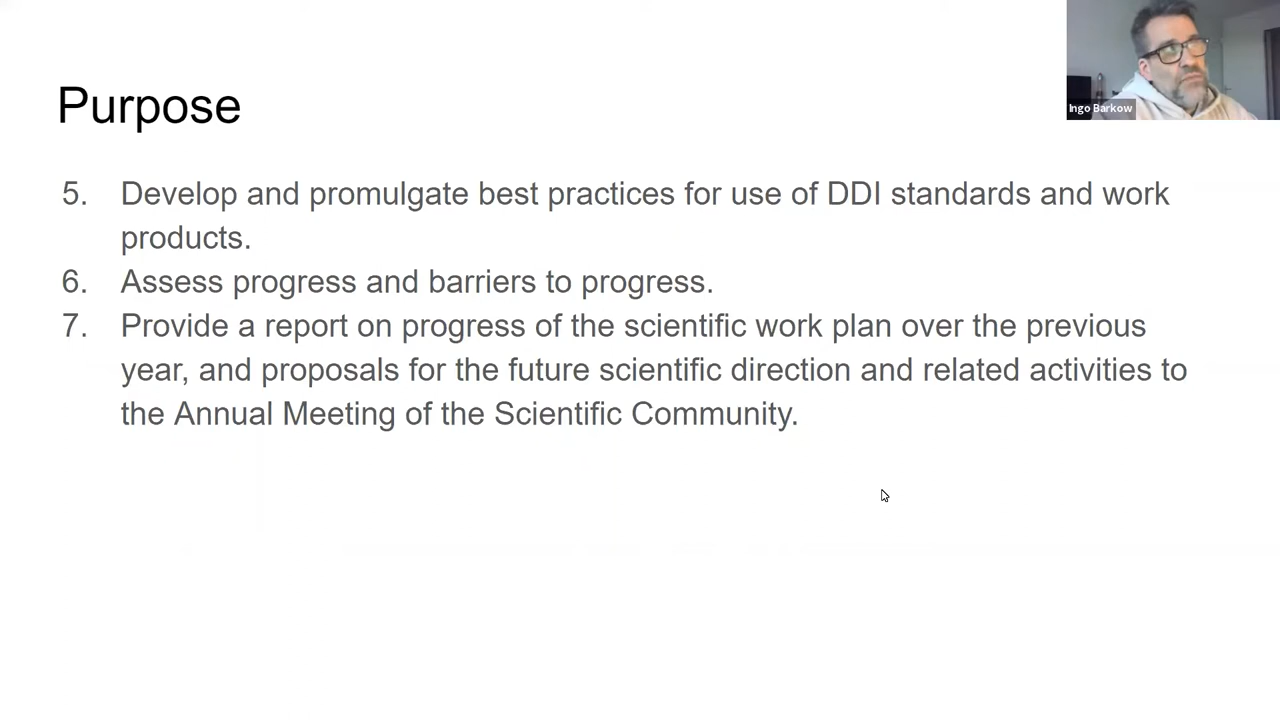 Ingo Barkow
Purpose
5. Develop and promulgate best practices for use of DDI standards and work
products.
6. Assess progress and barriers to progress.
7. Provide a report on progress of the scientific work plan over the previous
year, and proposals for the future scientific direction and related activities to
the Annual Meeting of the Scientific Community.